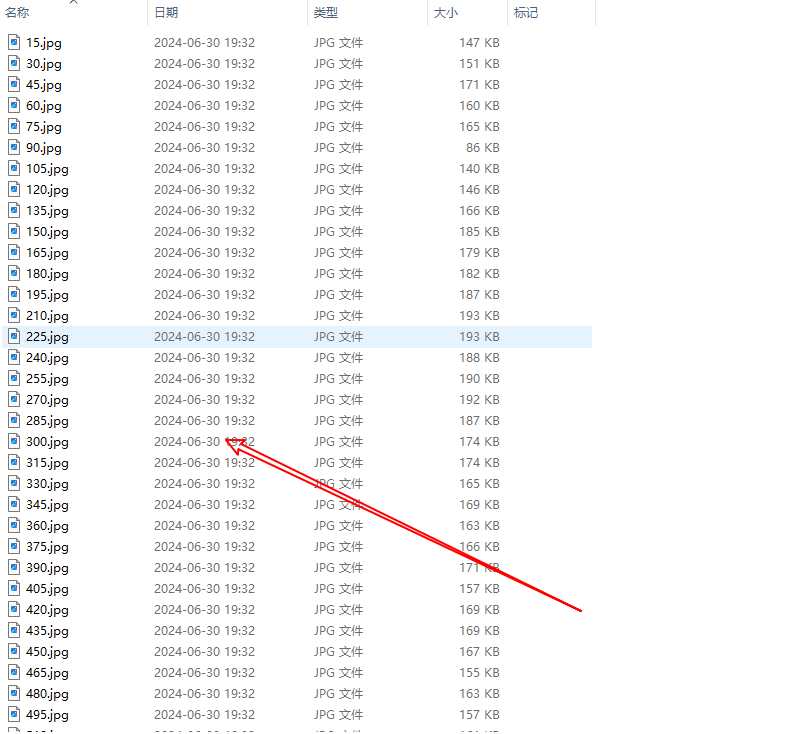 名称 日期 类型 大小 标记
15.jpg 2024-06-30 19:32 JPG 文件 147 KB
30.jpg 2024-06-30 19:32 JPG 文件 151 KB
45.jpg 2024-06-30 19:32 JPG 文件 171 KB
60.jpg 2024-06-30 19:32 JPG 文件 160 KB
75.jpg 2024-06-30 19:32 JPG 文件 165 KB
90.jpg 2024-06-30 19:32 JPG 文件 86 KB
105.jpg 2024-06-30 19:32 JPG 文件 140 KB
120.jpg 2024-06-30 19:32 JPG 文件 146 KB
135.jpg 2024-06-30 19:32 JPG 文件 166 KB
150.jpg 2024-06-30 19:32 JPG 文件 185 KB
165.jpg 2024-06-30 19:32 JPG 文件 179 KB
180.jpg 2024-06-30 19:32 JPG 文件 182 KB
195.jpg 2024-06-30 19:32 JPG 文件 187 KB
210.jpg 2024-06-30 19:32 JPG 文件 193 KB
225.jpg 2024-06-30 19:32 JPG 文件 193 KB
240.jpg 2024-06-30 19:32 JPG 文件 188 KB
255.jpg 2024-06-30 19:32 JPG 文件 190 KB
270.jpg 2024-06-30 19:32 JPG 文件 192 KB
285.jpg 2024-06-30 19:32 JPG 文件 187 KB
300.jpg 2024-06-30 19:32 JPG 文件 174 KB
315.jpg 2024-06-30 19:32 JPG 文件 174 KB
330.jpg 2024-06-30 19:32 JPG 文件 165 KB
345.jpg 2024-06-30 19:32 JPG 文件 169 KB
360.jpg 2024-06-30 19:32 JPG 文件 163 KB
375.jpg 2024-06-30 19:32 JPG 文件 166 KB
390.jpg 2024-06-30 19:32 JPG 文件 171 KB
405.jpg 2024-06-30 19:32 JPG 文件 157 KB
420.jpg 2024-06-30 19:32 JPG 文件 169 KB
435.jpg 2024-06-30 19:32 JPG 文件 169 KB
450.jpg 2024-06-30 19:32 JPG 文件 167 KB
465.jpg 2024-06-30 19:32 JPG 文件 155 KB
480.jpg 2024-06-30 19:32 JPG 文件 163 KB
495.jpg 2024-06-30 19:32 JPG 文件 157 KB